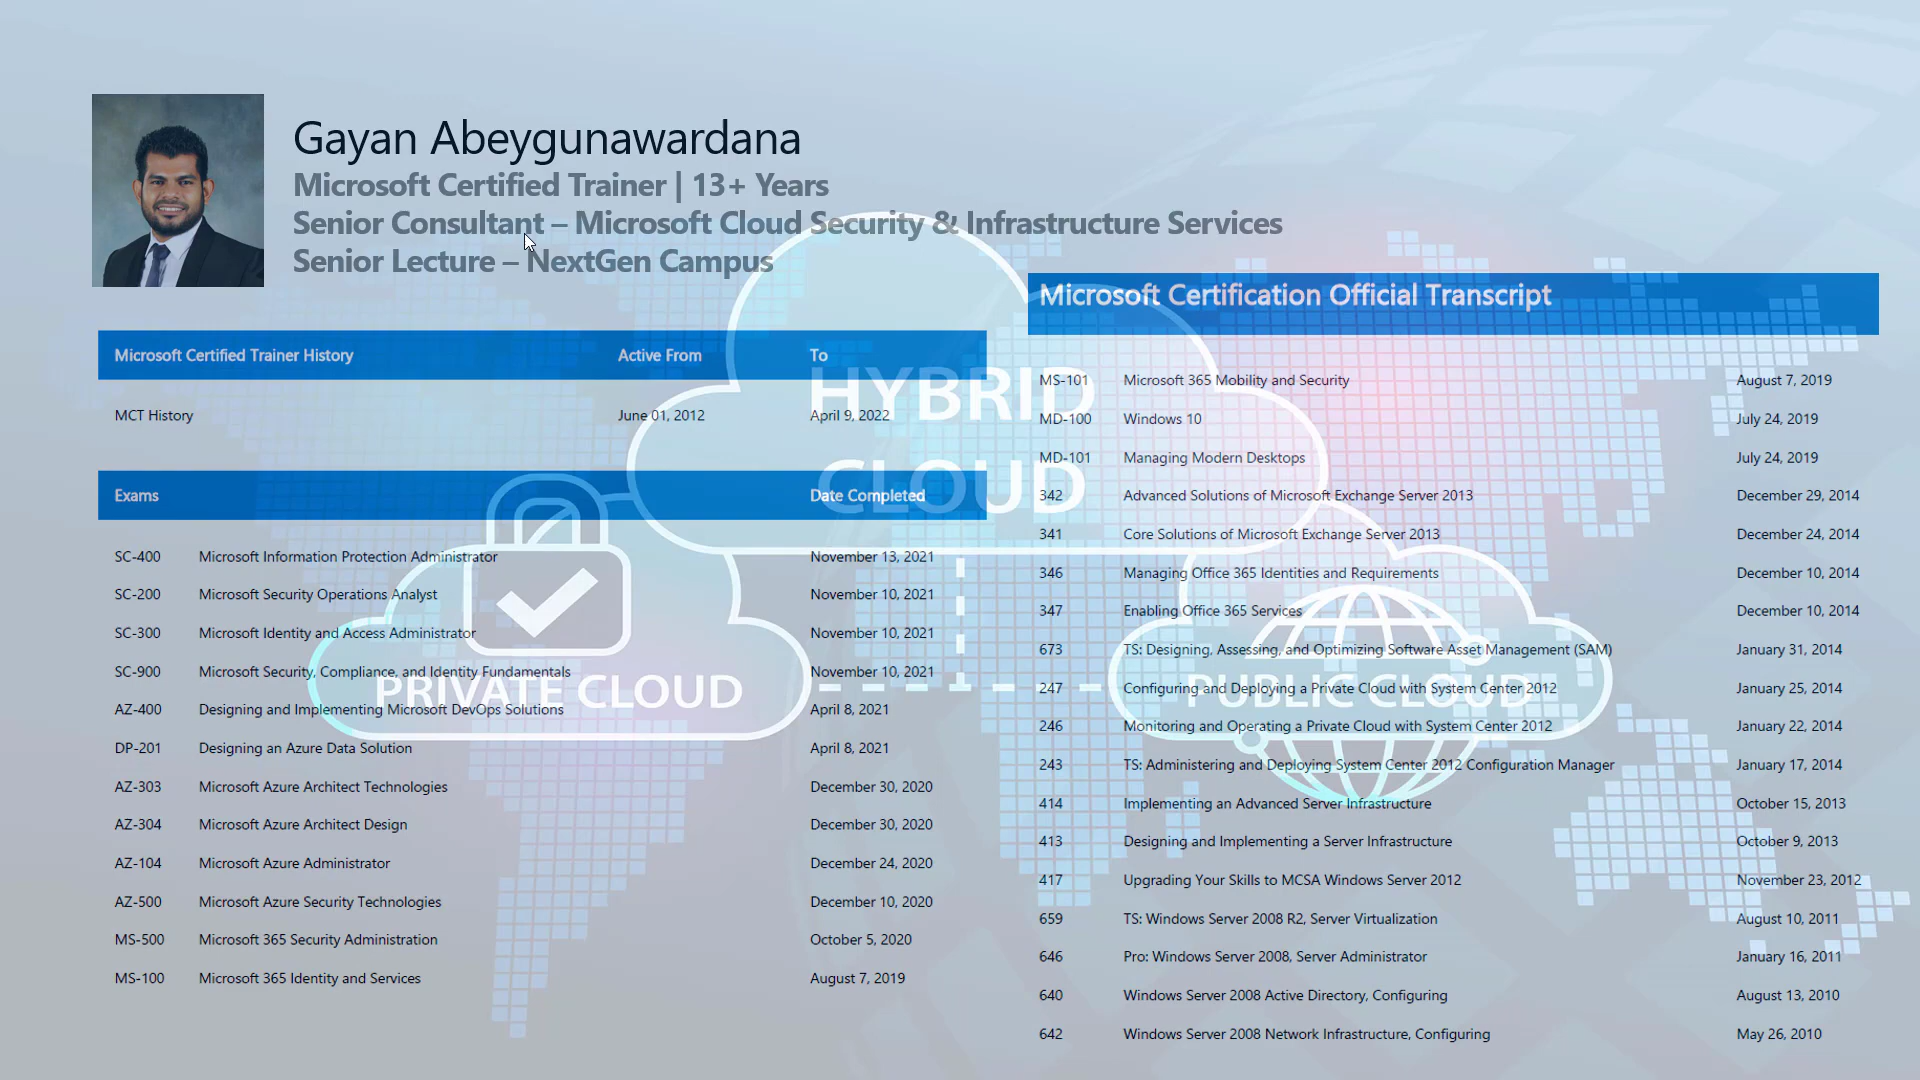 Gayan Abeygunawardana
Microsoft Certified Trainer | 13+ Years
Senior Consultant – Microsoft Cloud Security & Infrastructure Services
Senior Lecture – NextGen Campus
Microsoft Certified Trainer History Active From To
MCT History June 01, 2012 April 9, 2022
Exams Date Completed
SC-400 Microsoft Information Protection Administrator November 13, 2021
SC-200 Microsoft Security Operations Analyst November 10, 2021
SC-300 Microsoft Identity and Access Administrator November 10, 2021
SC-900 Microsoft Security, Compliance, and Identity Fundamentals November 10, 2021
AZ-400 Designing and Implementing Microsoft DevOps Solutions April 8, 2021
DP-201 Designing an Azure Data Solution April 8, 2021
AZ-303 Microsoft Azure Architect Technologies December 30, 2020
AZ-304 Microsoft Azure Architect Design December 30, 2020
AZ-104 Microsoft Azure Administrator December 24, 2020
AZ-500 Microsoft Azure Security Technologies December 10, 2020
MS-500 Microsoft 365 Security Administration October 5, 2020
MS-100 Microsoft 365 Identity and Services August 7, 2019
Microsoft Certification Official Transcript
MS-101 Microsoft 365 Mobility and Security August 7, 2019
MD-100 Windows 10 July 24, 2019
MD-101 Managing Modern Desktops July 24, 2019
342 Advanced Solutions of Microsoft Exchange Server 2013 December 29, 2014
341 Core Solutions of Microsoft Exchange Server 2013 December 24, 2014
346 Managing Office 365 Identities and Requirements December 10, 2014
347 Enabling Office 365 Services December 10, 2014
673 TS: Designing, Assessing, and Optimizing Software Asset Management (SAM) January 31, 2014
247 Configuring and Deploying a Private Cloud with System Center 2012 January 25, 2014
246 Monitoring and Operating a Private Cloud with System Center 2012 January 22, 2014
243 TS: Administering and Deploying System Center 2012 Configuration Manager January 17, 2014
414 Implementing an Advanced Server Infrastructure October 15, 2013
413 Designing and Implementing a Server Infrastructure October 9, 2013
417 Upgrading Your Skills to MCSA Windows Server 2012 November 23, 2012
659 TS: Windows Server 2008 R2, Server Virtualization August 10, 2011
646 Pro: Windows Server 2008, Server Administrator January 16, 2011
640 Windows Server 2008 Active Directory, Configuring August 13, 2010
642 Windows Server 2008 Network Infrastructure, Configuring May 26, 2010
HYBRID
CLOUD
PRIVATE CLOUD
PUBLIC CLOUD